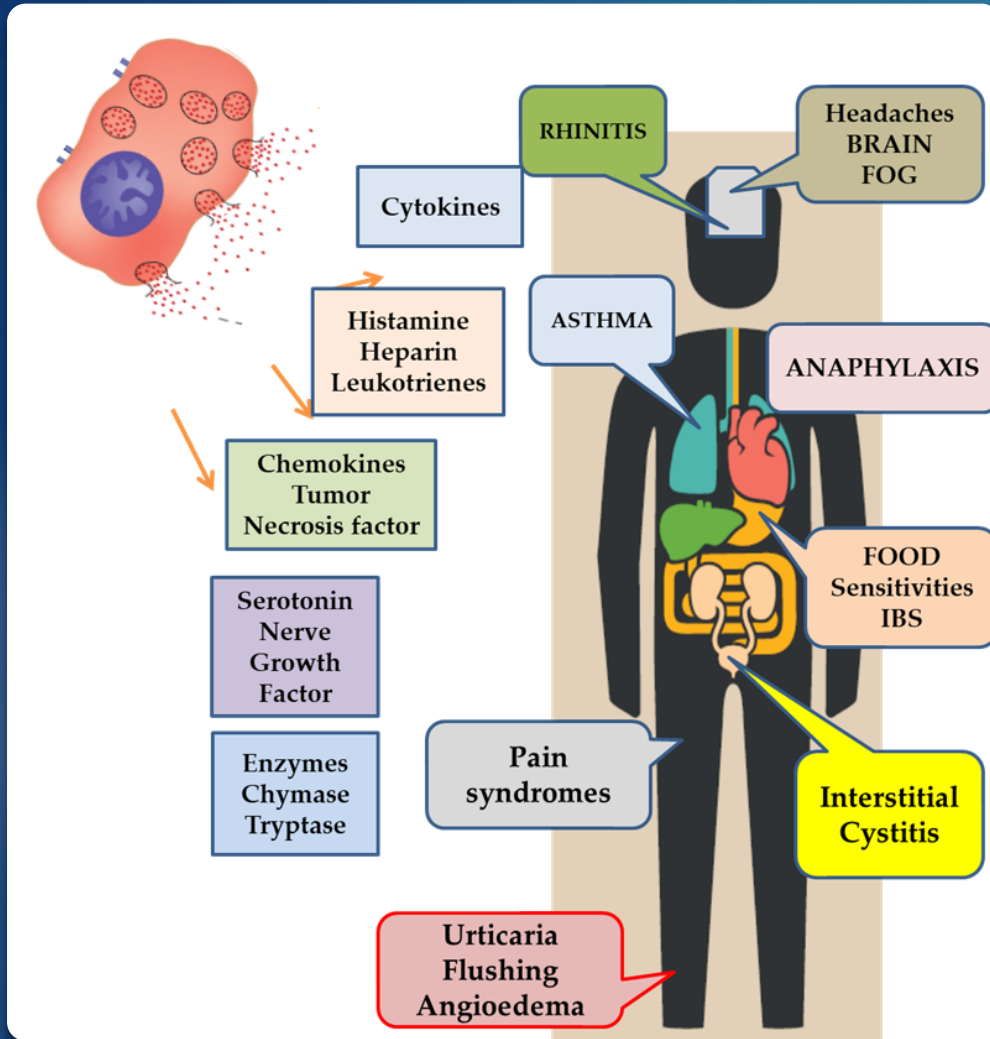 RHINITIS
Headaches
BRAIN
FOG
Cytokines
Histamine
Heparin
Leukotrienes
ASTHMA
ANAPHYLAXIS
Chemokines
Tumor
Necrosis factor
FOOD
Sensitivities
IBS
Serotonin
Nerve
Growth
Factor
Enzymes
Chymase
Tryptase
Pain
syndromes
Interstitial
Cystitis
Urticaria
Flushing
Angioedema